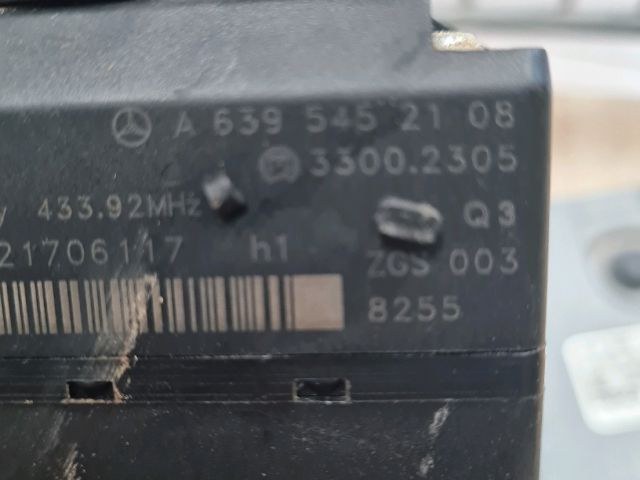 A 639 545 21 08
3300.2305
433.92MHz
Q3
21706117 h1 ZGS 003
8255